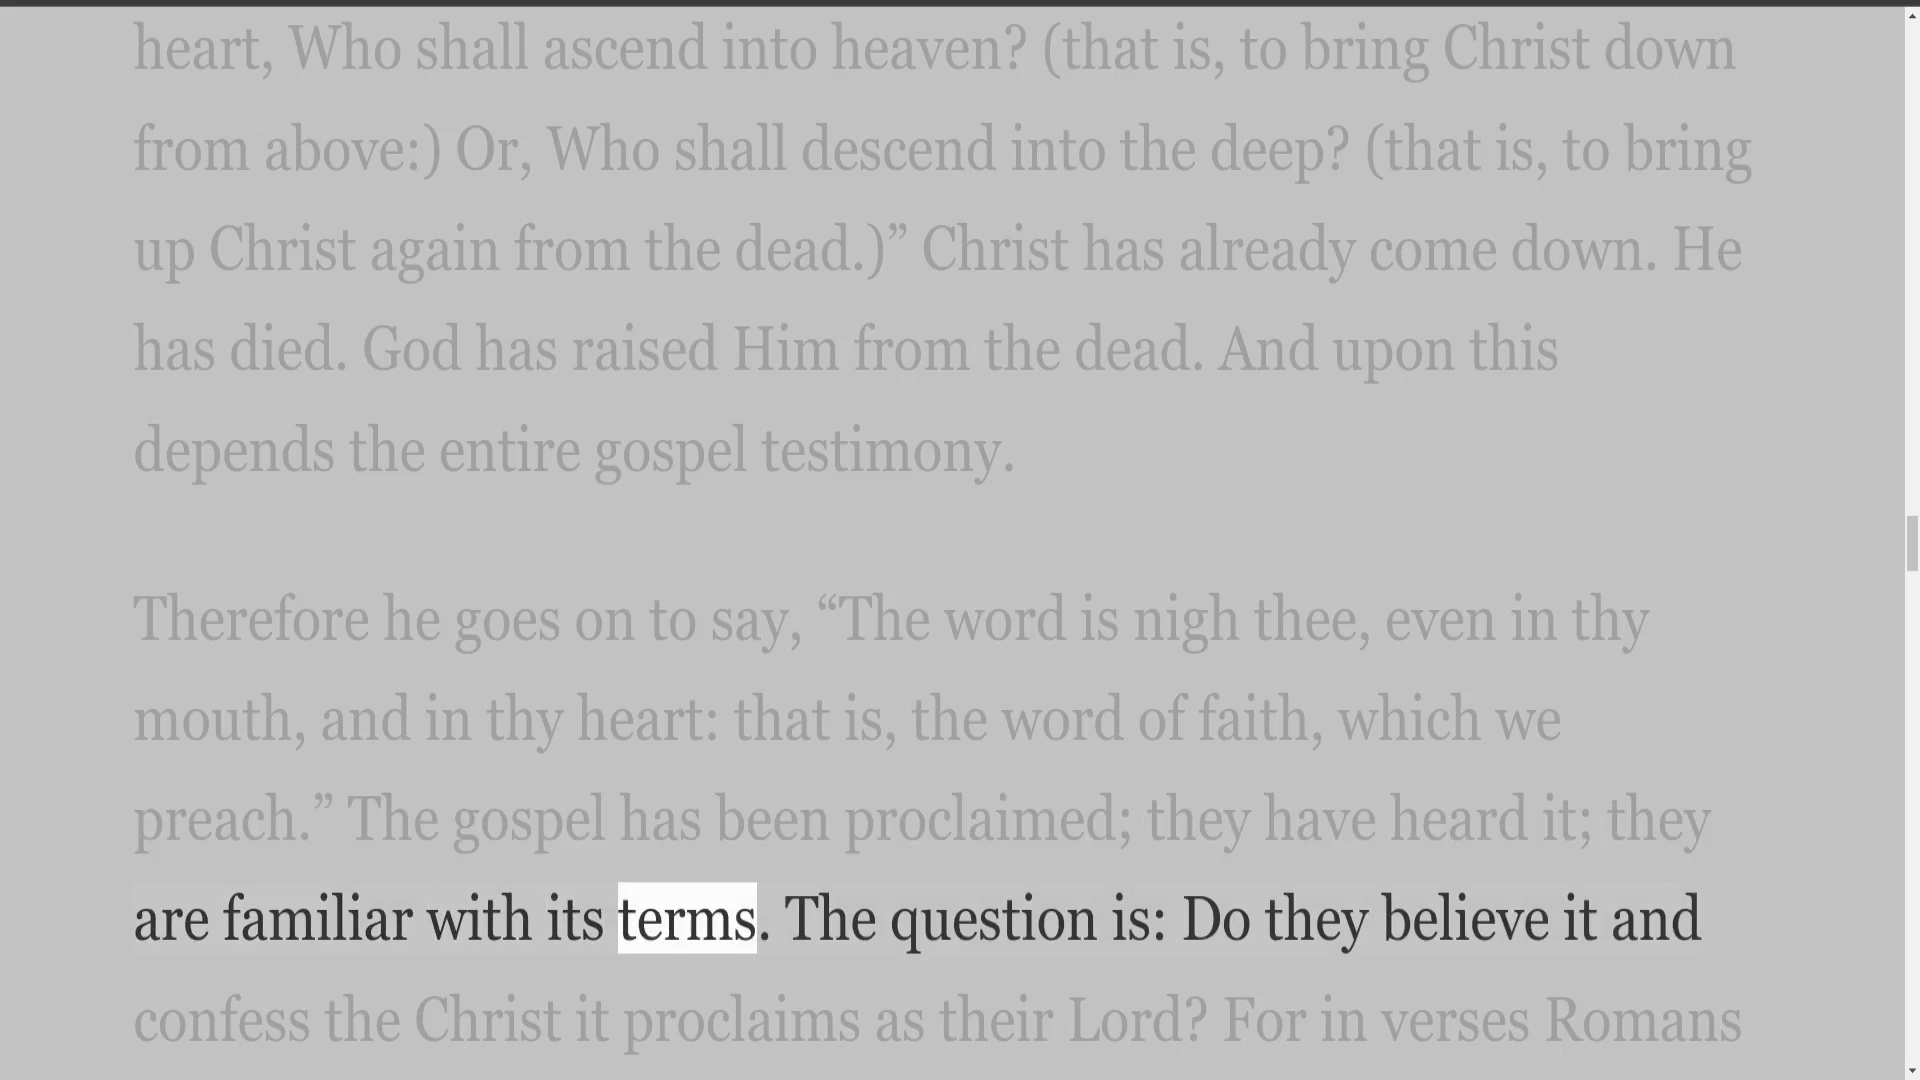 heart, Who shall ascend into heaven? (that is, to bring Christ down
from above:) Or, Who shall descend into the deep? (that is, to bring
up Christ again from the dead.)” Christ has already come down. He
has died. God has raised Him from the dead. And upon this
depends the entire gospel testimony.
Therefore he goes on to say, “The word is nigh thee, even in thy
mouth, and in thy heart: that is, the word of faith, which we
preach.” The gospel has been proclaimed; they have heard it; they
are familiar with its terms. The question is: Do they believe it and
confess the Christ it proclaims as their Lord? For in verses Romans